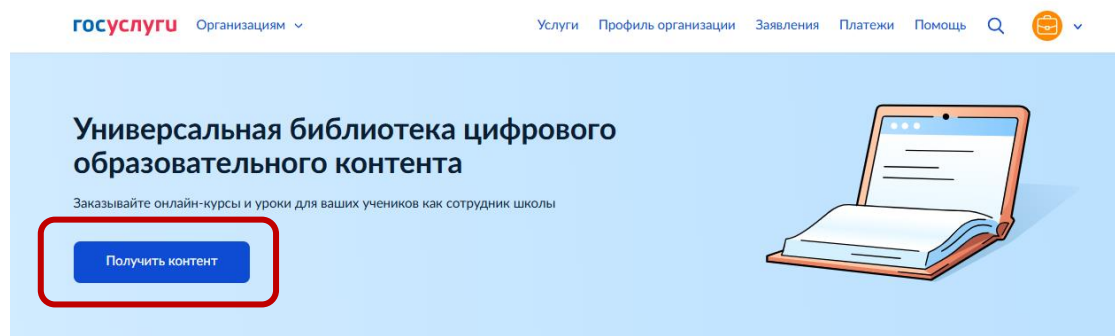 госуслуги Организациям Услуги Профиль организации Заявления Платежи Помощь
Универсальная библиотека цифрового
образовательного контента
Заказывайте онлайн-курсы и уроки для ваших учеников как сотрудник школы
Получить контент